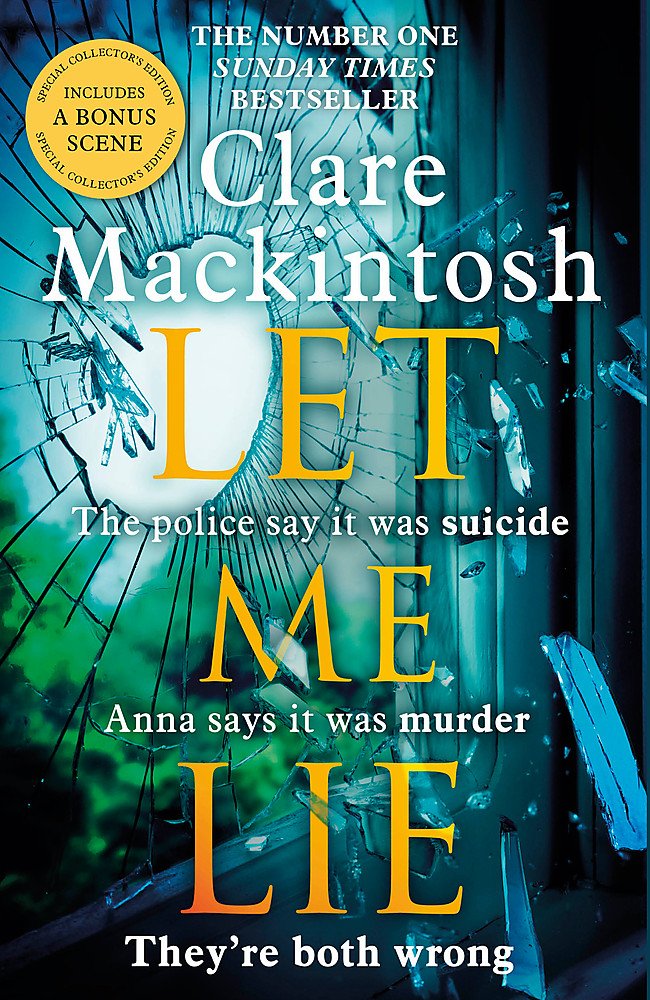 THE NUMBER ONE
SUNDAY TIMES
BESTSELLER
SPECIAL COLLECTOR'S EDITION
INCLUDES
A BONUS
SCENE
SPECIAL COLLECTOR'S EDITION
Clare
Mackintosh
LET
The police say it was suicide
ME
Anna says it was murder
LIE
They're both wrong